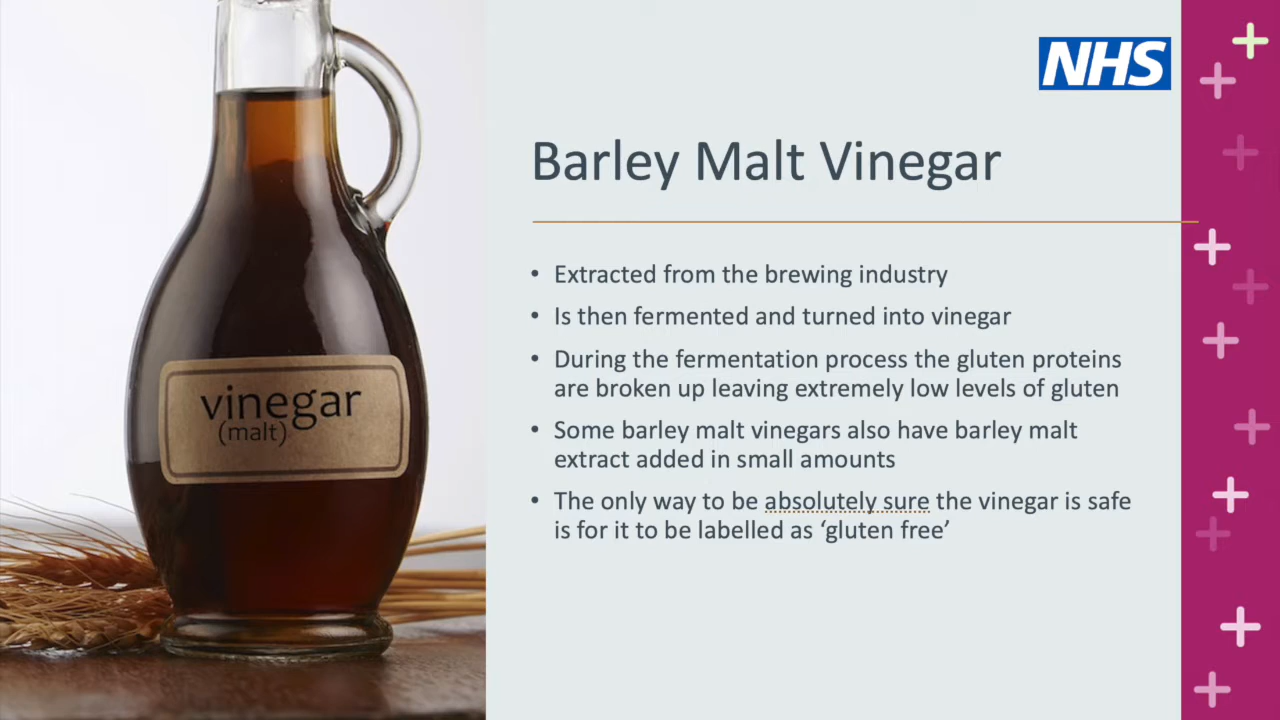 NHS
Barley Malt Vinegar
• Extracted from the brewing industry
• Is then fermented and turned into vinegar
• During the fermentation process the gluten proteins
are broken up leaving extremely low levels of gluten
• Some barley malt vinegars also have barley malt
extract added in small amounts
• The only way to be absolutely sure the vinegar is safe
is for it to be labelled as ‘gluten free’
vinegar
(malt)